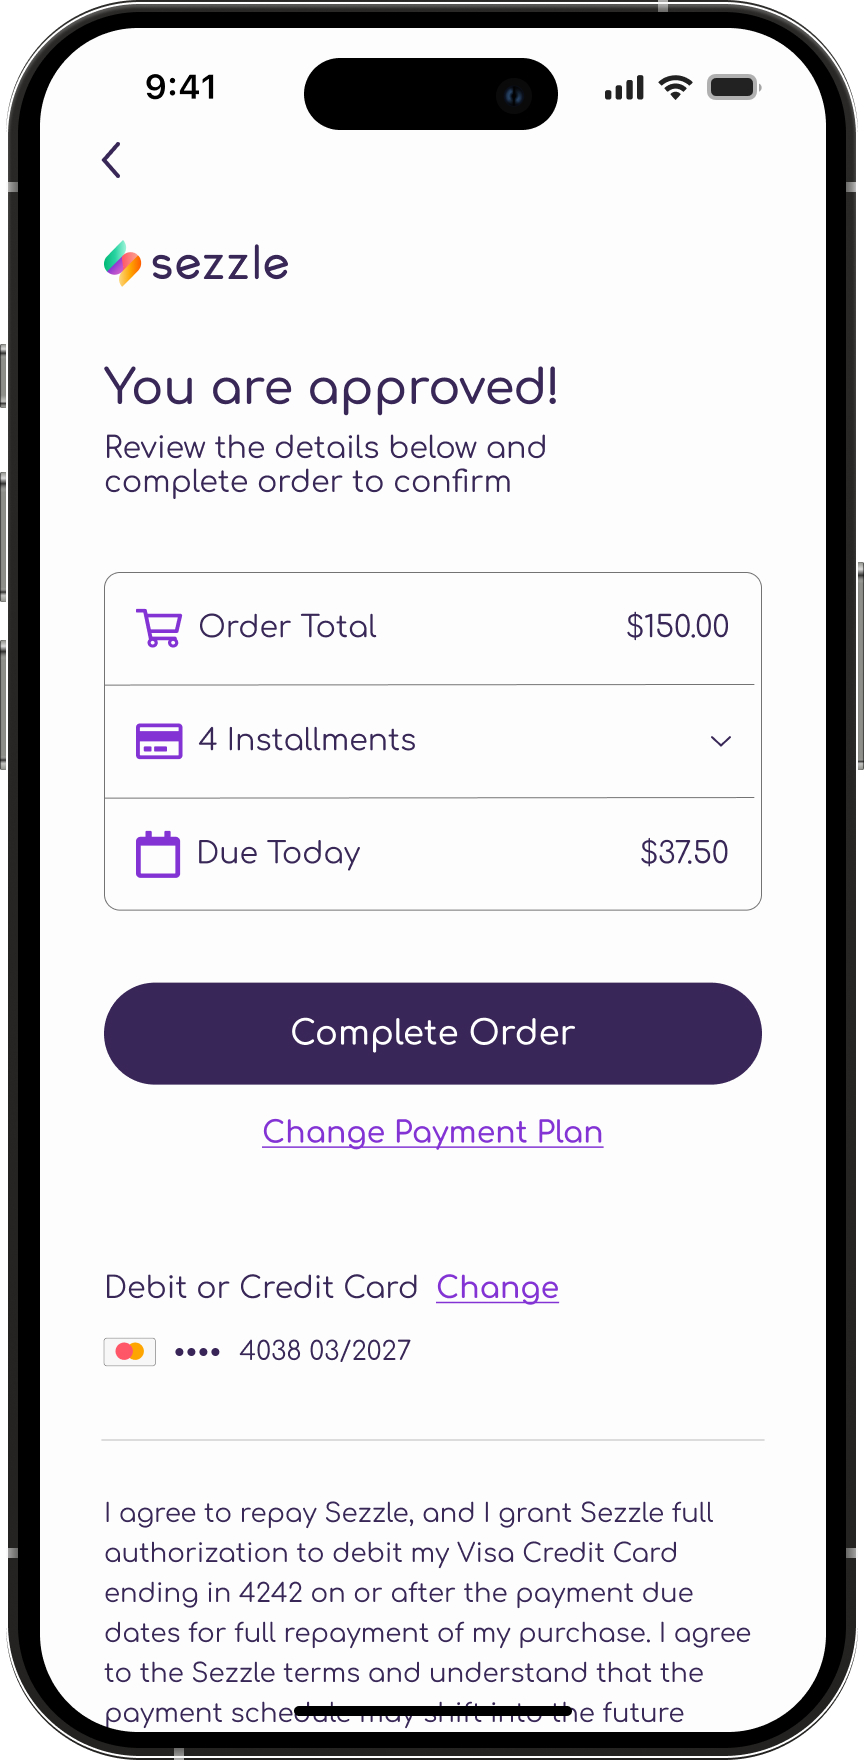 9:41
sezzle
You are approved!
Review the details below and
complete order to confirm
Order Total $150.00
4 Installments
Due Today $37.50
Complete Order
Change Payment Plan
Debit or Credit Card Change
•••• 4038 03/2027
I agree to repay Sezzle, and I grant Sezzle full
authorization to debit my Visa Credit Card
ending in 4242 on or after the payment due
dates for full repayment of my purchase. I agree
to the Sezzle terms and understand that the
payment schedule may shift into the future